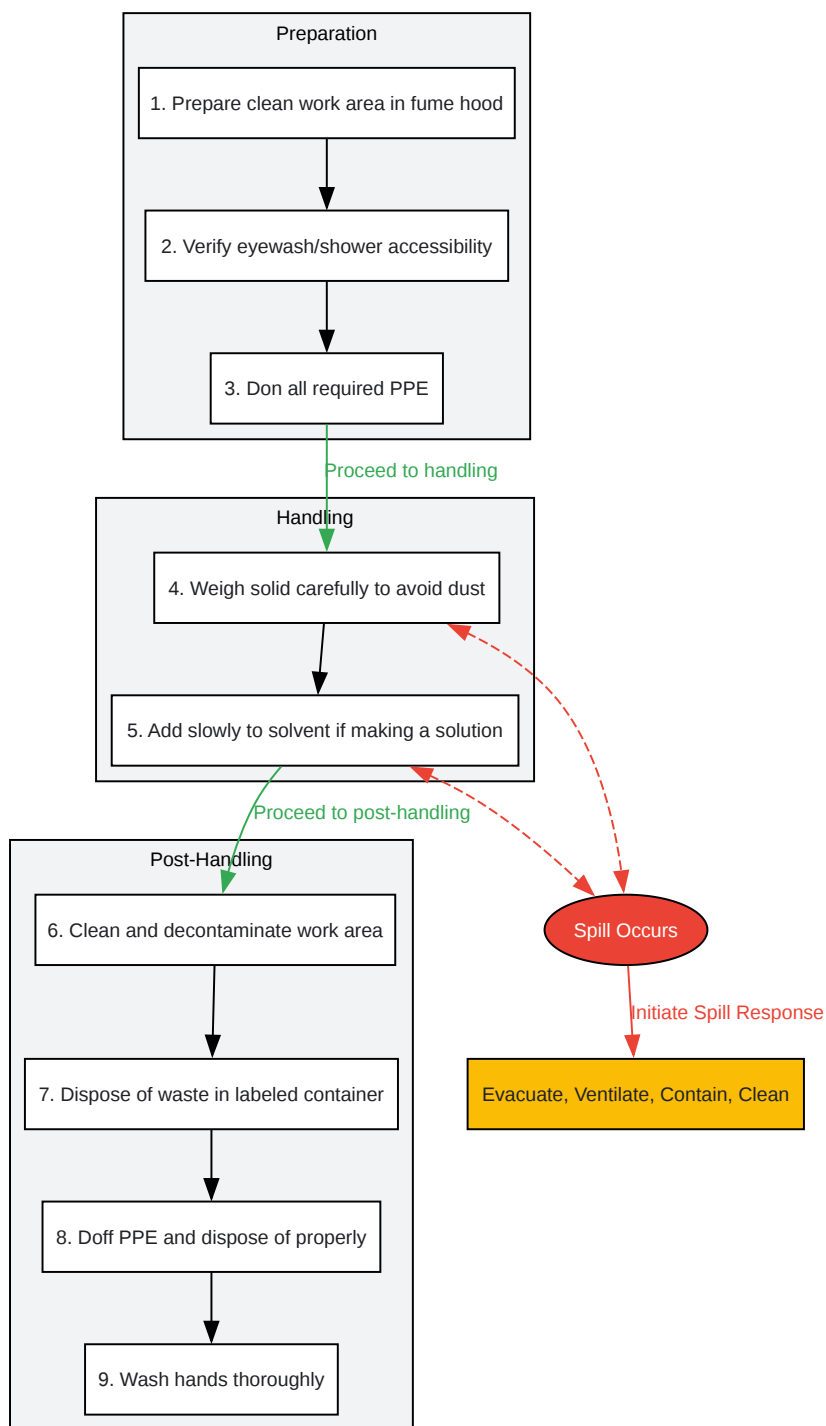 Preparation
1. Prepare clean work area in fume hood
2. Verify eyewash/shower accessibility
3. Don all required PPE
Proceed to handling
Handling
4. Weigh solid carefully to avoid dust
5. Add slowly to solvent if making a solution
Proceed to post-handling
Post-Handling
6. Clean and decontaminate work area
Spill Occurs
Initiate Spill Response
7. Dispose of waste in labeled container
Evacuate, Ventilate, Contain, Clean
8. Doff PPE and dispose of properly
9. Wash hands thoroughly